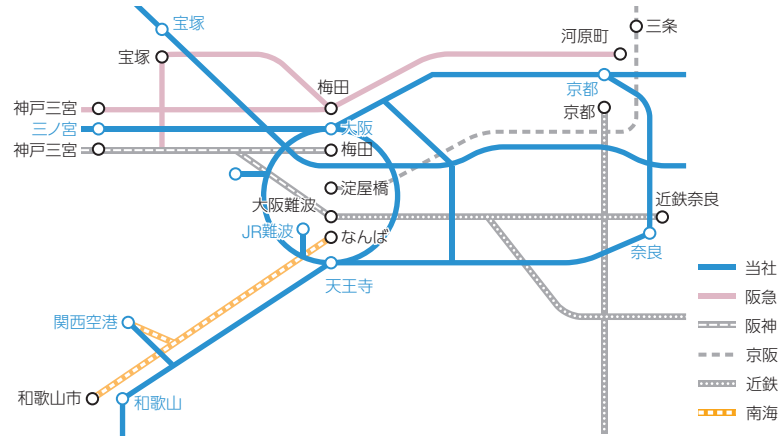 宝塚
三条
河原町
宝塚
梅田
京都
神戸三宮
京都
三ノ宮
大阪
神戸三宮
梅田
淀屋橋
大阪難波
近鉄奈良
JR難波
なんば
奈良
当社
天王寺
阪急
関西空港
阪神
京阪
近鉄
和歌山市
和歌山
南海